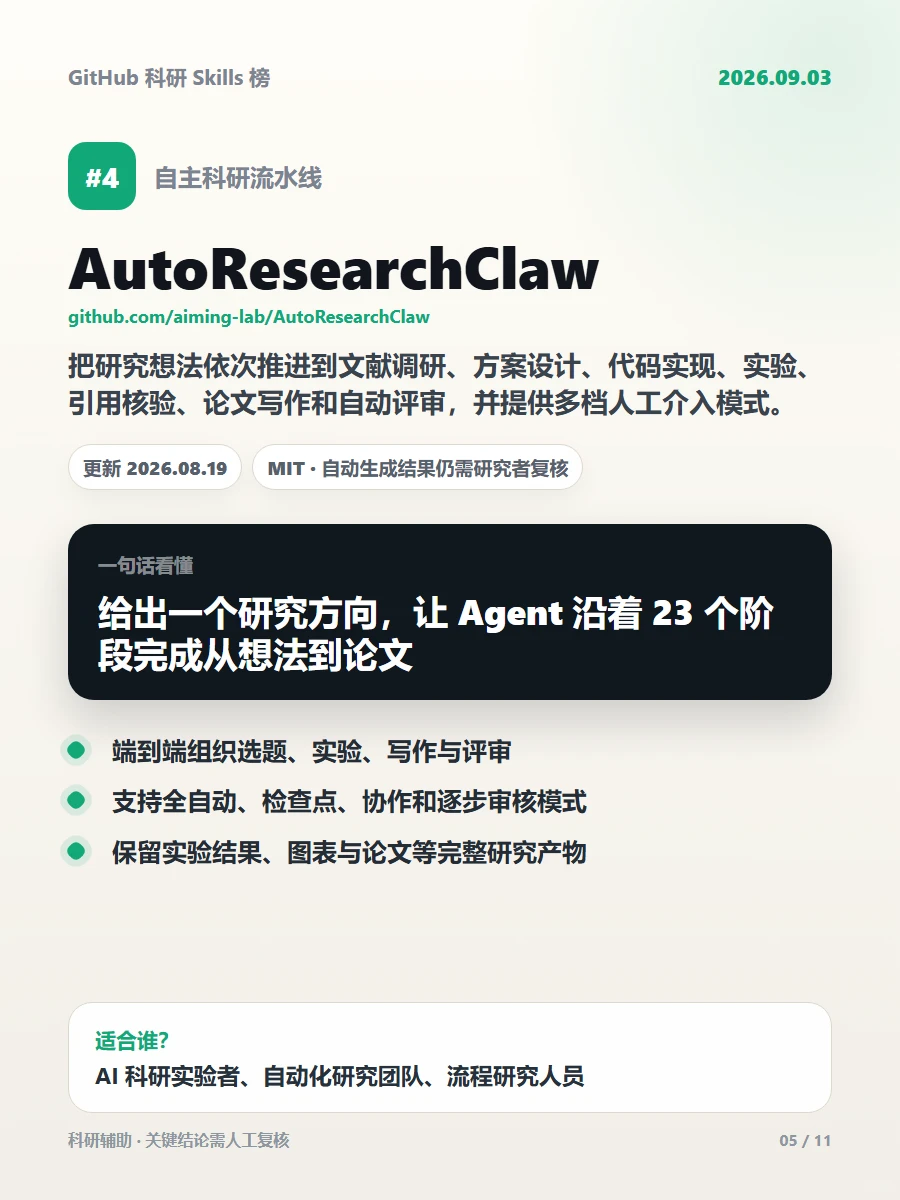 GitHub 科研 Skills 榜
2026.09.03
#4
自主科研流水线
AutoResearchClaw
github.com/aiming-lab/AutoResearchClaw
把研究想法依次推进到文献调研、方案设计、代码实现、实验、
引用核验、论文写作和自动评审，并提供多档人工介入模式。
更新 2026.08.19
MIT · 自动生成结果仍需研究者复核
一句话看懂
给出一个研究方向，让 Agent 沿着 23 个阶
段完成从想法到论文
端到端组织选题、实验、写作与评审
支持全自动、检查点、协作和逐步审核模式
保留实验结果、图表与论文等完整研究产物
适合谁？
AI 科研实验者、自动化研究团队、流程研究人员
科研辅助 · 关键结论需人工复核
05 / 11